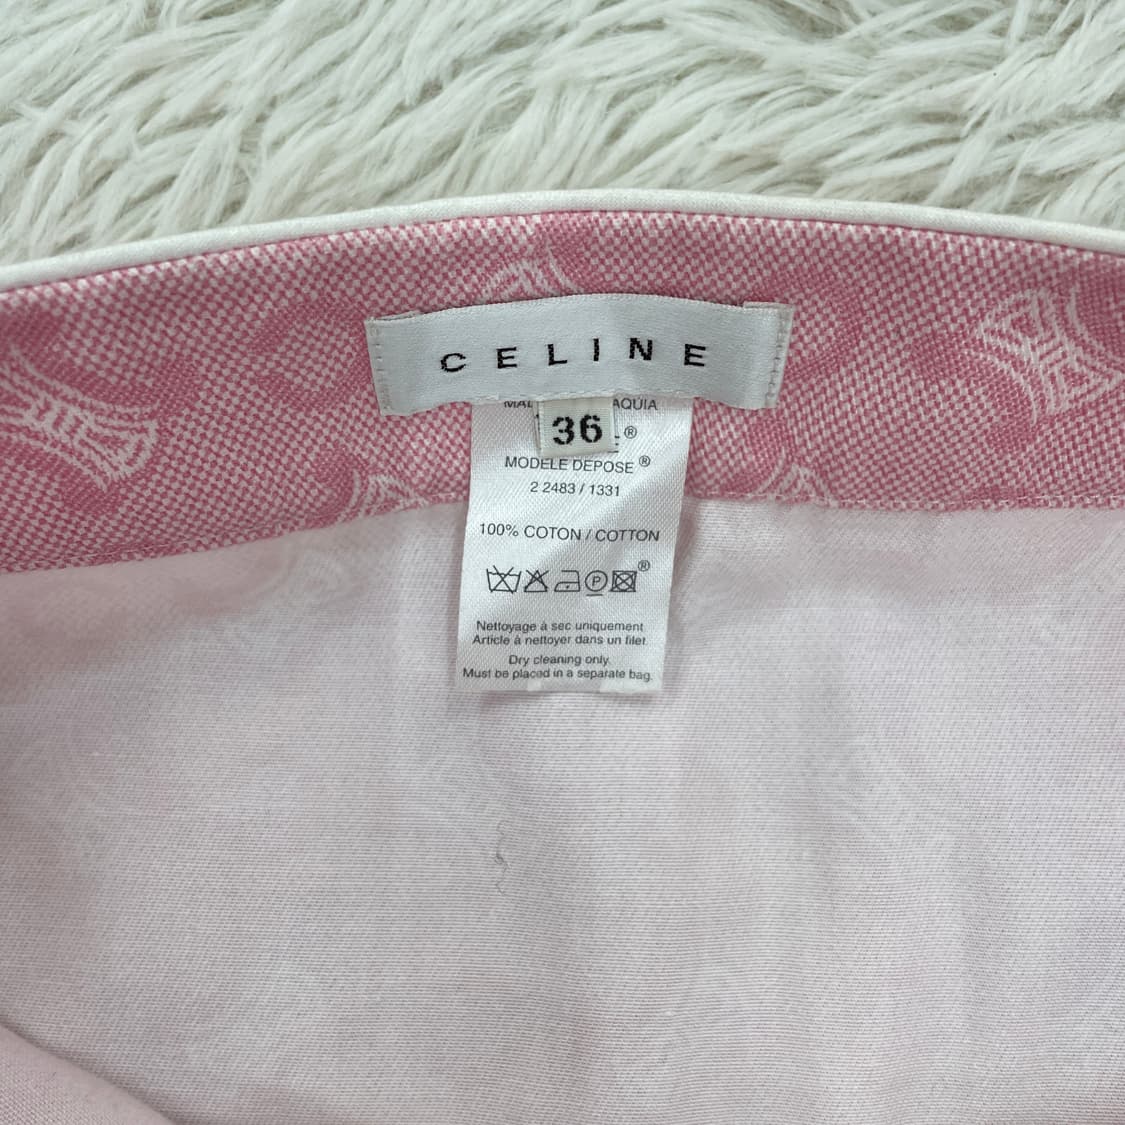 CELINE
36
®
MODELE DEPOSE ®
2 2483 / 1331
100% COTON / COTTON
P ®
Nettoyage à sec uniquement.
Article à nettoyer dans un filet.
Dry cleaning only.
Must be placed in a separate bag.